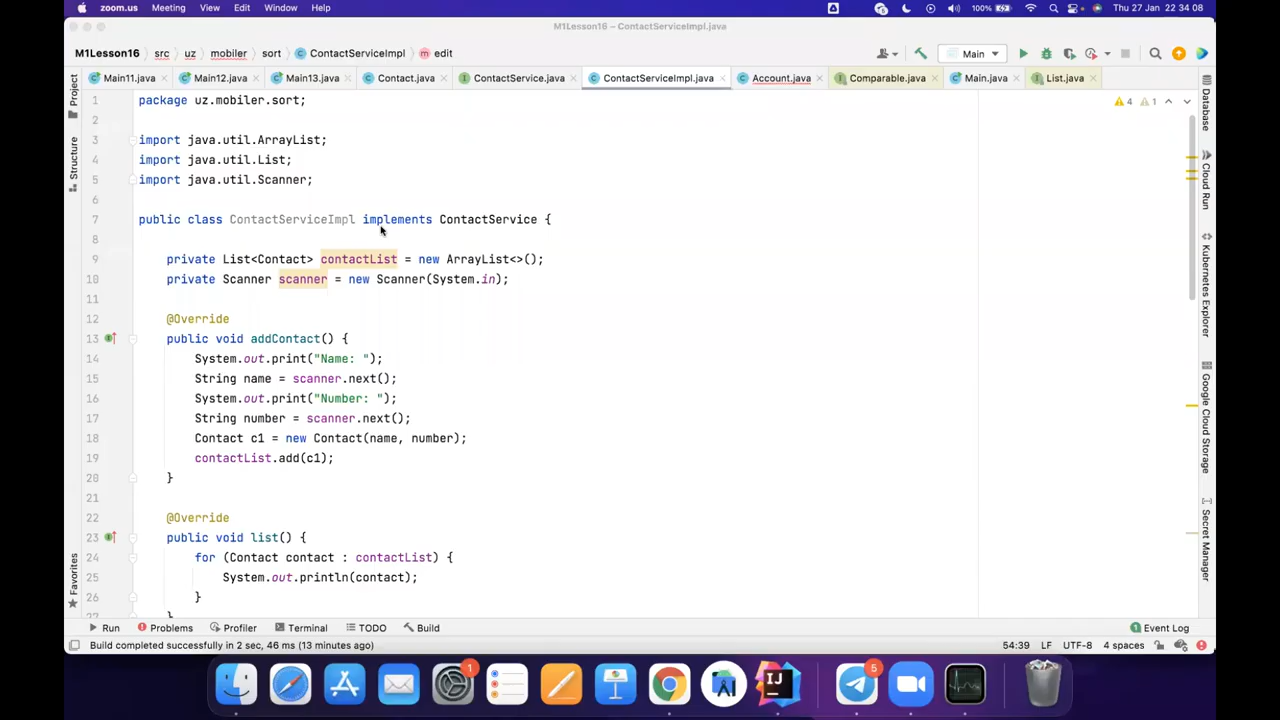 zoom.us Meeting View Edit Window Help 100% Thu 27 Jan 22 34 08
M1Lesson16 – ContactServiceImpl.java
M1Lesson16 src uz mobiler sort ContactServiceImpl edit Main
Main11.java Main12.java Main13.java Contact.java ContactService.java ContactServiceImpl.java Account.java Comparable.java Main.java List.java
1 package uz.mobiler.sort; 4 1
2
3 import java.util.ArrayList;
4 import java.util.List;
5 import java.util.Scanner;
6
7 public class ContactServiceImpl implements ContactService {
8
9 private List<Contact> contactList = new ArrayList<>();
10 private Scanner scanner = new Scanner(System.in);
11
12 @Override
13 public void addContact() {
14 System.out.print("Name: ");
15 String name = scanner.next();
16 System.out.print("Number: ");
17 String number = scanner.next();
18 Contact c1 = new Contact(name, number);
19 contactList.add(c1);
20 }
21
22 @Override
23 public void list() {
24 for (Contact contact : contactList) {
25 System.out.println(contact);
26 }
27 }
Project
Structure
Favorites
Database
Cloud Run
Kubernetes Explorer
Google Cloud Storage
Secret Manager
Run Problems Profiler Terminal TODO Build 1 Event Log
Build completed successfully in 2 sec, 46 ms (13 minutes ago) 54:39 LF UTF-8 4 spaces
1 IJ 5